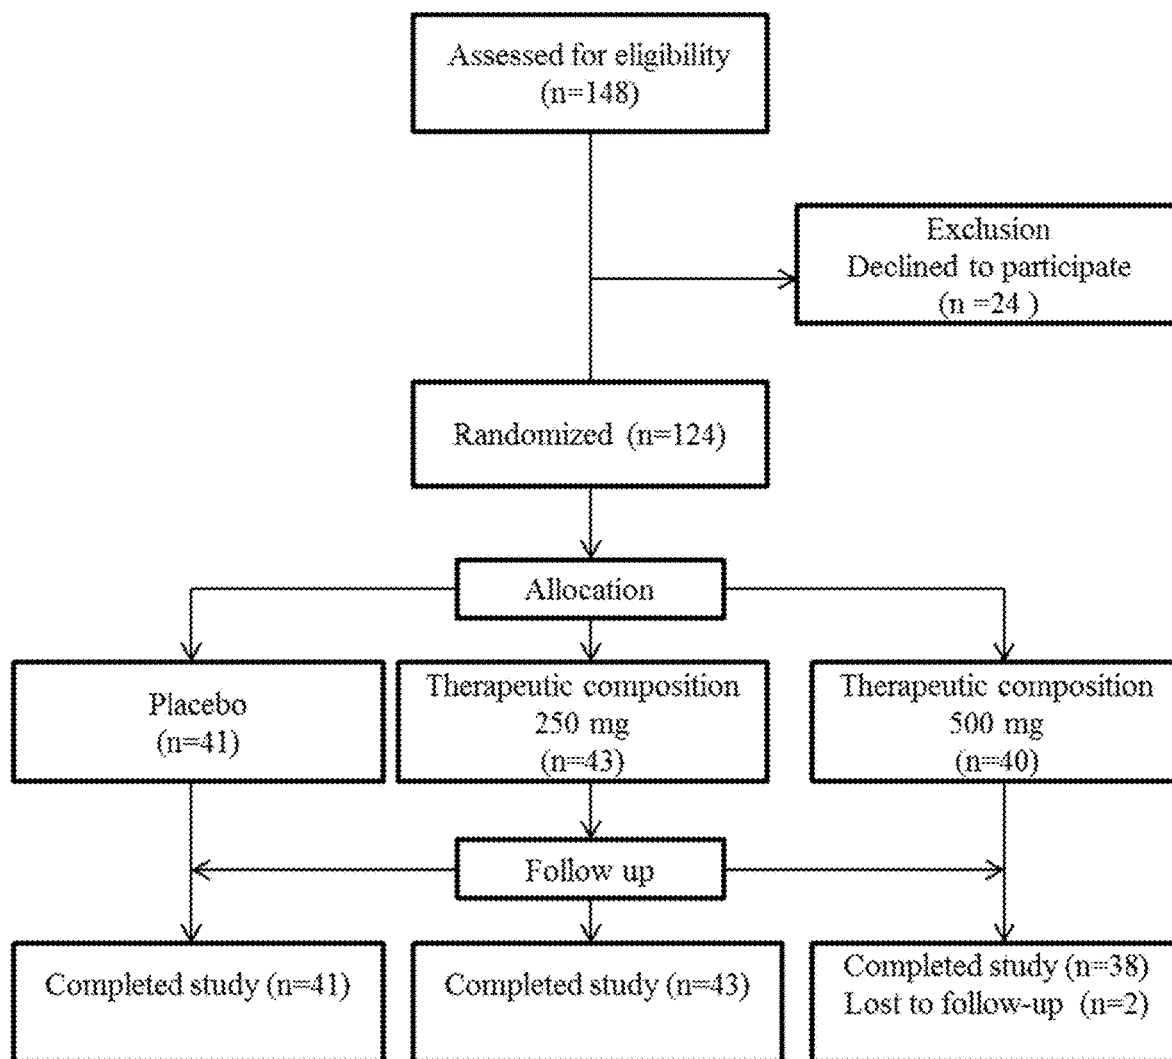 Assessed for eligibility
(n=148)
Exclusion
Declined to participate
(n =24 )
Randomized (n=124)
Allocation
Placebo
(n=41)
Therapeutic composition
250 mg
(n=43)
Therapeutic composition
500 mg
(n=40)
Follow up
Completed study (n=41)
Completed study (n=43)
Completed study (n=38)
Lost to follow-up (n=2)